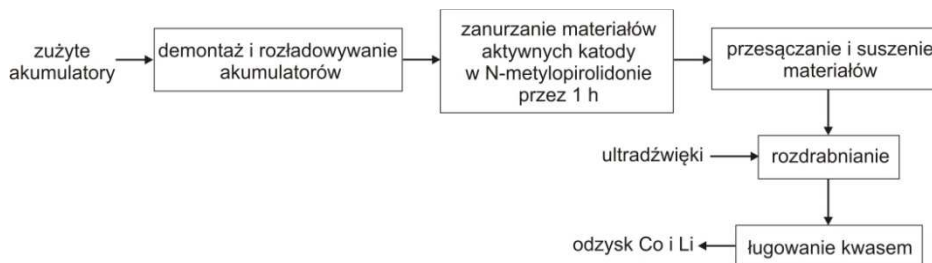 zużyte
akumulatory
demontaż i rozładowywanie
akumulatorów
zanurzanie materiałów
aktywnych katody
w N-metylopirolidonie
przez 1 h
przesączanie i suszenie
materiałów
ultradźwięki
rozdrabnianie
odzysk Co i Li
ługowanie kwasem